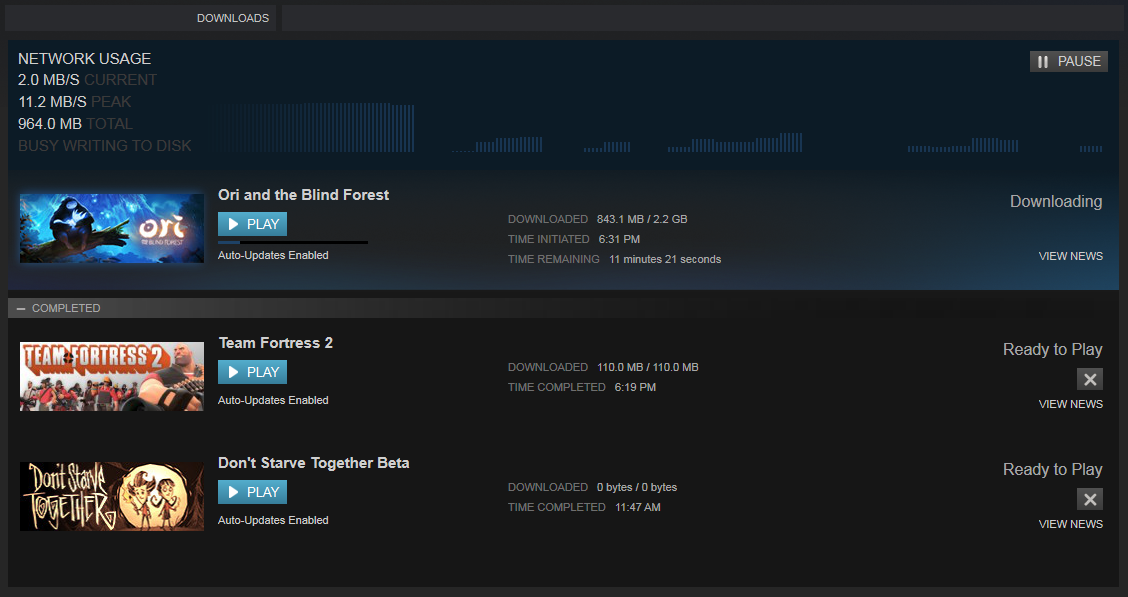 DOWNLOADS
NETWORK USAGE
2.0 MB/S CURRENT
11.2 MB/S PEAK
964.0 MB TOTAL
BUSY WRITING TO DISK
PAUSE
ori
AND THE BLIND FOREST
Ori and the Blind Forest
PLAY
Auto-Updates Enabled
DOWNLOADED 843.1 MB / 2.2 GB
TIME INITIATED 6:31 PM
TIME REMAINING 11 minutes 21 seconds
Downloading
VIEW NEWS
COMPLETED
TEAM FORTRESS 2
Team Fortress 2
PLAY
Auto-Updates Enabled
DOWNLOADED 110.0 MB / 110.0 MB
TIME COMPLETED 6:19 PM
Ready to Play
VIEW NEWS
Don't Starve
TOGETHER
Don't Starve Together Beta
PLAY
Auto-Updates Enabled
DOWNLOADED 0 bytes / 0 bytes
TIME COMPLETED 11:47 AM
Ready to Play
VIEW NEWS